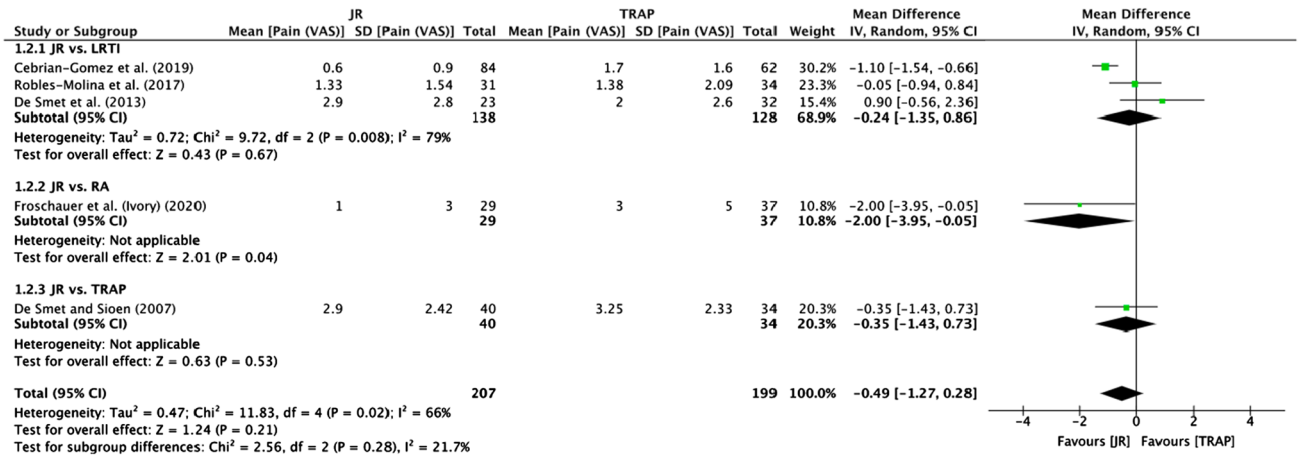 JR TRAP Mean Difference Mean Difference
Study or Subgroup Mean [Pain (VAS)] SD [Pain (VAS)] Total Mean [Pain (VAS)] SD [Pain (VAS)] Total Weight IV, Random, 95% CI IV, Random, 95% CI
1.2.1 JR vs. LRTI
Cebrian-Gomez et al. (2019) 0.6 0.9 84 1.7 1.6 62 30.2% -1.10 [-1.54, -0.66]
Robles-Molina et al. (2017) 1.33 1.54 31 1.38 2.09 34 23.3% -0.05 [-0.94, 0.84]
De Smet et al. (2013) 2.9 2.8 23 2 2.6 32 15.4% 0.90 [-0.56, 2.36]
Subtotal (95% CI) 138 128 68.9% -0.24 [-1.35, 0.86]
Heterogeneity: Tau² = 0.72; Chi² = 9.72, df = 2 (P = 0.008); I² = 79%
Test for overall effect: Z = 0.43 (P = 0.67)
1.2.2 JR vs. RA
Froschauer et al. (Ivory) (2020) 1 3 29 3 5 37 10.8% -2.00 [-3.95, -0.05]
Subtotal (95% CI) 29 37 10.8% -2.00 [-3.95, -0.05]
Heterogeneity: Not applicable
Test for overall effect: Z = 2.01 (P = 0.04)
1.2.3 JR vs. TRAP
De Smet and Sioen (2007) 2.9 2.42 40 3.25 2.33 34 20.3% -0.35 [-1.43, 0.73]
Subtotal (95% CI) 40 34 20.3% -0.35 [-1.43, 0.73]
Heterogeneity: Not applicable
Test for overall effect: Z = 0.63 (P = 0.53)
Total (95% CI) 207 199 100.0% -0.49 [-1.27, 0.28]
Heterogeneity: Tau² = 0.47; Chi² = 11.83, df = 4 (P = 0.02); I² = 66%
Test for overall effect: Z = 1.24 (P = 0.21)
Test for subgroup differences: Chi² = 2.56, df = 2 (P = 0.28), I² = 21.7%
-4 -2 0 2 4
Favours [JR] Favours [TRAP]